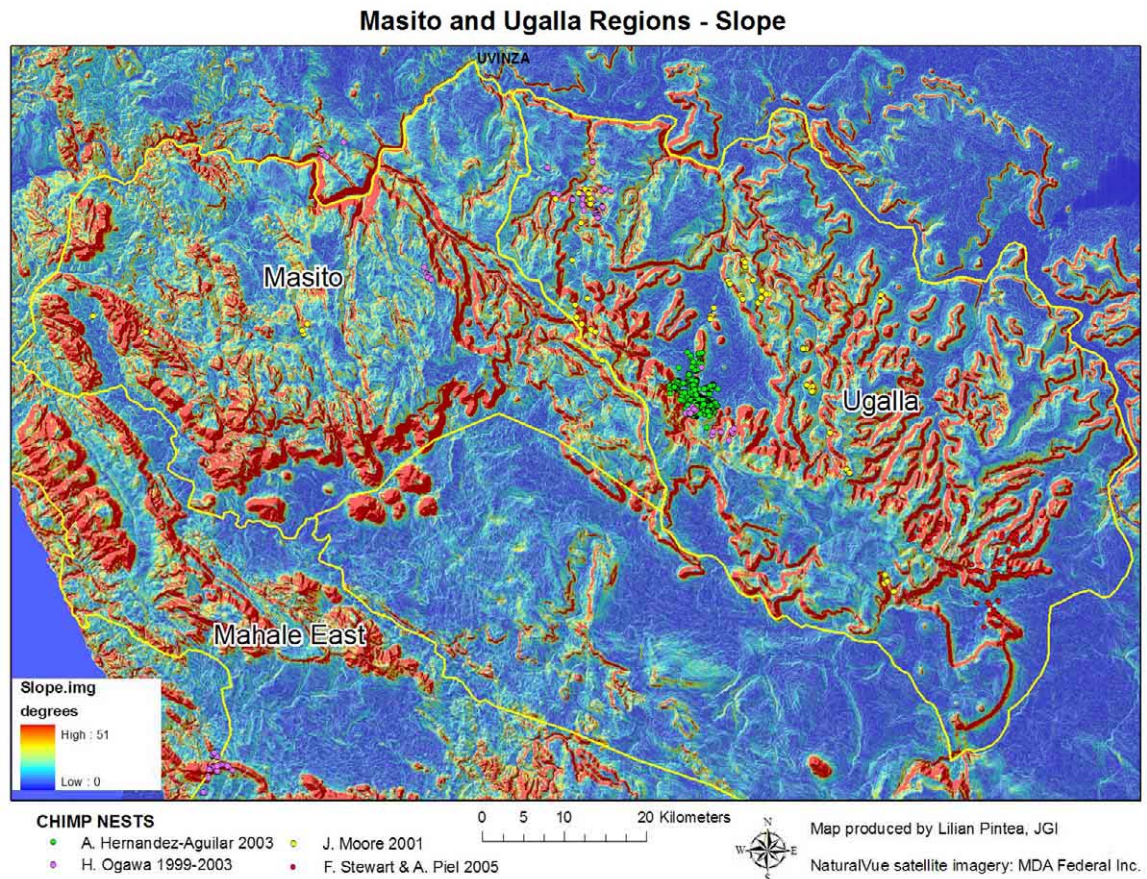 Masito and Ugalla Regions - Slope
UVINZA
Masito
Ugalla
Mahale East
Slope.img
degrees
High : 51
Low : 0
CHIMP NESTS
A. Hernandez-Aguilar 2003
H. Ogawa 1999-2003
J. Moore 2001
F. Stewart & A. Piel 2005
0 5 10 20 Kilometers
N
W E
S
Map produced by Lilian Pintea, JGI
NaturalVue satellite imagery: MDA Federal Inc.